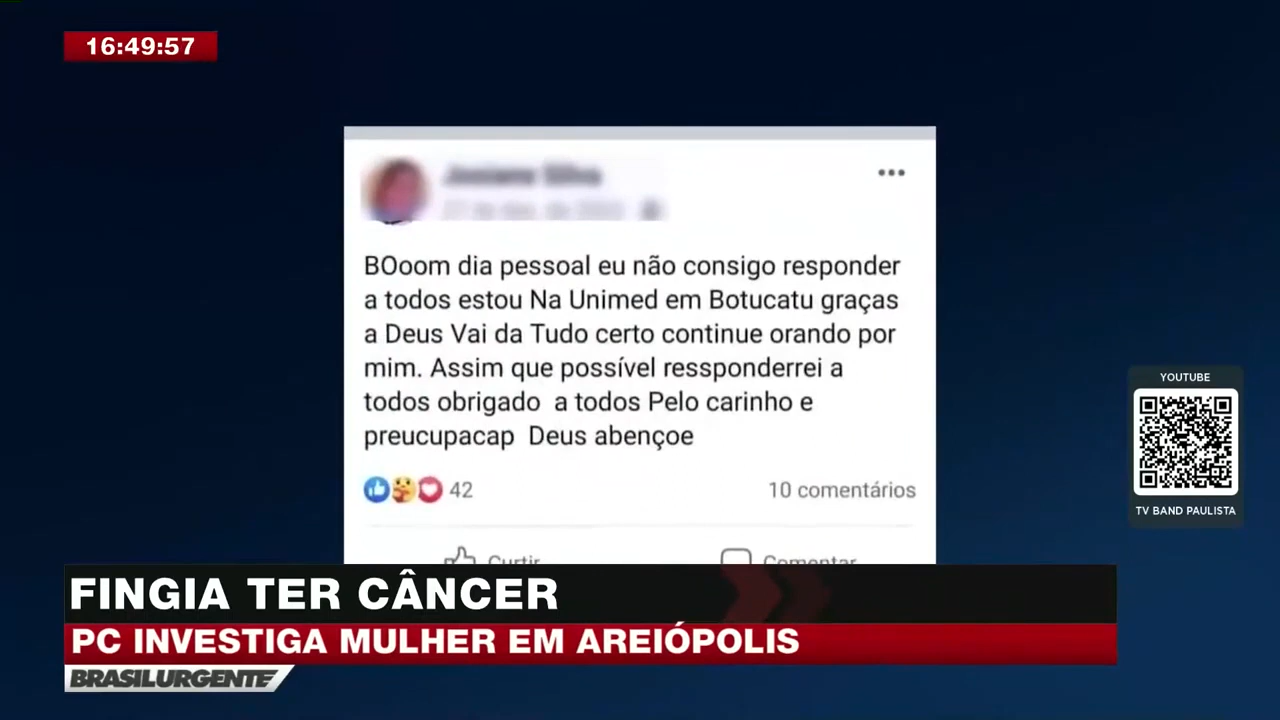 16:49:57
BOoom dia pessoal eu não consigo responder
a todos estou Na Unimed em Botucatu graças
a Deus Vai da Tudo certo continue orando por
mim. Assim que possível ressponderrei a
todos obrigado a todos Pelo carinho e
preucupacap Deus abençoe
42
10 comentários
Curtir
Comentar
YOUTUBE
TV BAND PAULISTA
FINGIA TER CÂNCER
PC INVESTIGA MULHER EM AREIÓPOLIS
BRASILURGENTE